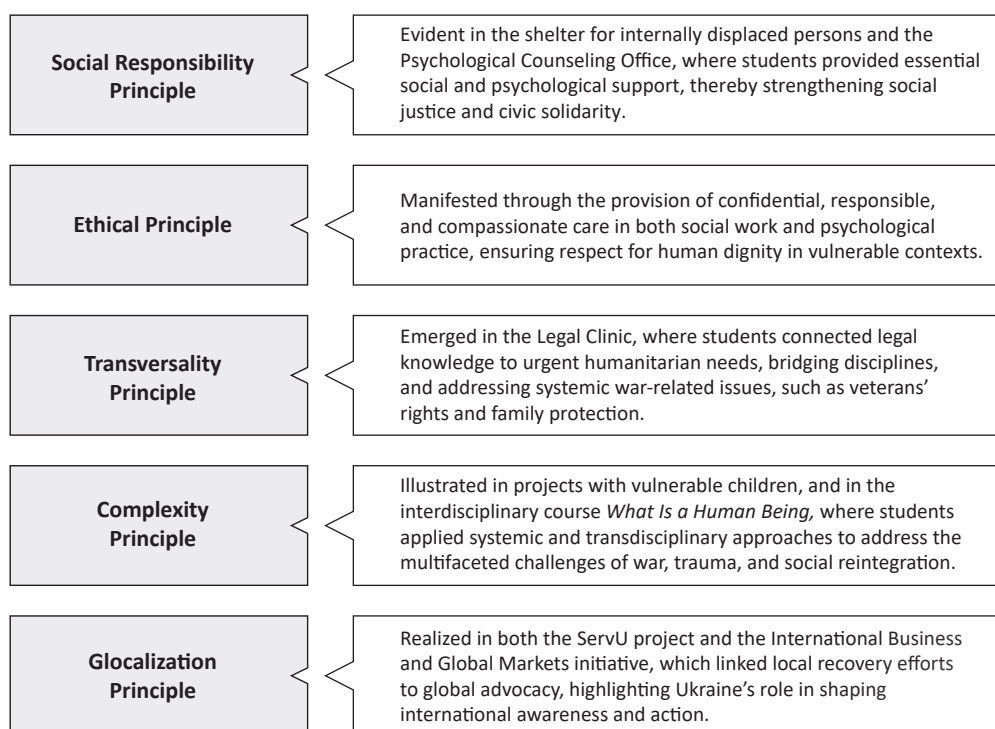 Social Responsibility
Principle
Evident in the shelter for internally displaced persons and the
Psychological Counseling Office, where students provided essential
social and psychological support, thereby strengthening social
justice and civic solidarity.
Ethical Principle
Manifested through the provision of confidential, responsible,
and compassionate care in both social work and psychological
practice, ensuring respect for human dignity in vulnerable contexts.
Transversality
Principle
Emerged in the Legal Clinic, where students connected legal
knowledge to urgent humanitarian needs, bridging disciplines,
and addressing systemic war-related issues, such as veterans’
rights and family protection.
Complexity
Principle
Illustrated in projects with vulnerable children, and in the
interdisciplinary course What Is a Human Being, where students
applied systemic and transdisciplinary approaches to address the
multifaceted challenges of war, trauma, and social reintegration.
Glocalization
Principle
Realized in both the ServU project and the International Business
and Global Markets initiative, which linked local recovery efforts
to global advocacy, highlighting Ukraine’s role in shaping
international awareness and action.